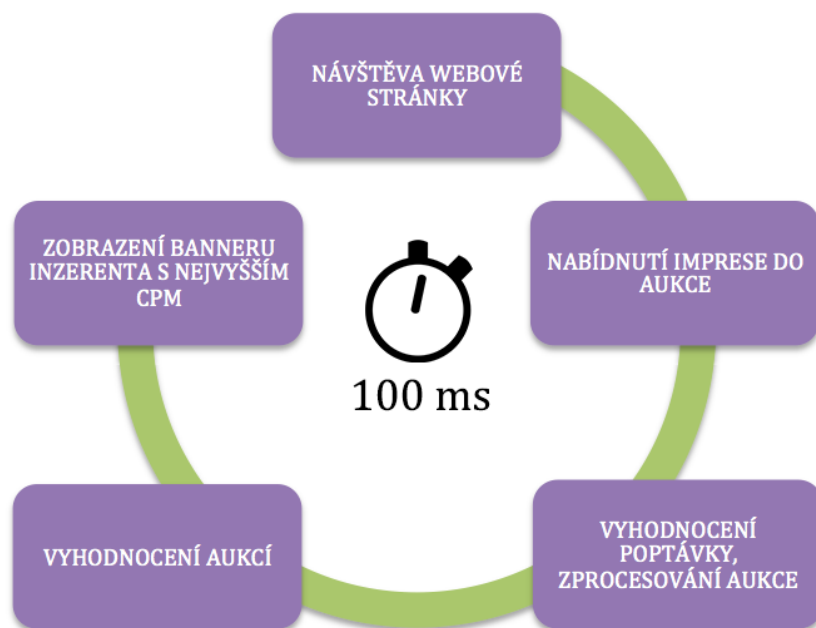 NÁVŠTĚVA WEBOVÉ
STRÁNKY
NABÍDNUTÍ IMPRESE DO
AUKCE
VYHODNOCENÍ
POPTÁVKY,
ZPROCESOVÁNÍ AUKCE
VYHODNOCENÍ AUKCÍ
ZOBRAZENÍ BANNERU
INZERENTA S NEJVYŠŠÍM
CPM
100 ms